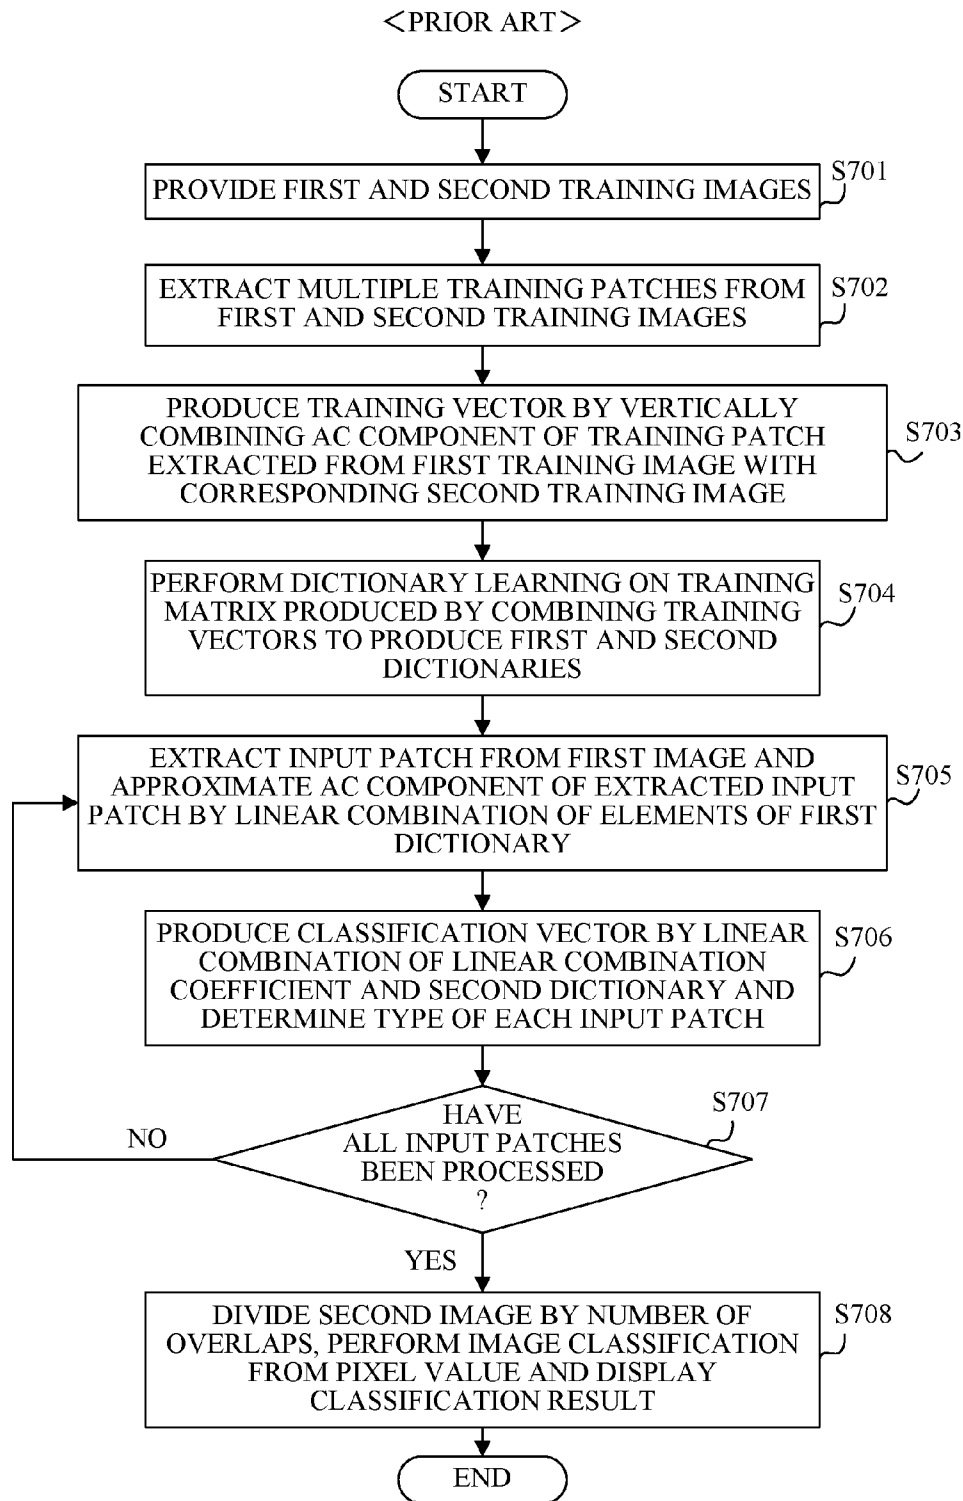 <PRIOR ART>
START
S701
PROVIDE FIRST AND SECOND TRAINING IMAGES
S702
EXTRACT MULTIPLE TRAINING PATCHES FROM
FIRST AND SECOND TRAINING IMAGES
S703
PRODUCE TRAINING VECTOR BY VERTICALLY
COMBINING AC COMPONENT OF TRAINING PATCH
EXTRACTED FROM FIRST TRAINING IMAGE WITH
CORRESPONDING SECOND TRAINING IMAGE
S704
PERFORM DICTIONARY LEARNING ON TRAINING
MATRIX PRODUCED BY COMBINING TRAINING
VECTORS TO PRODUCE FIRST AND SECOND
DICTIONARIES
S705
EXTRACT INPUT PATCH FROM FIRST IMAGE AND
APPROXIMATE AC COMPONENT OF EXTRACTED INPUT
PATCH BY LINEAR COMBINATION OF ELEMENTS OF FIRST
DICTIONARY
S706
PRODUCE CLASSIFICATION VECTOR BY LINEAR
COMBINATION OF LINEAR COMBINATION
COEFFICIENT AND SECOND DICTIONARY AND
DETERMINE TYPE OF EACH INPUT PATCH
S707
HAVE
ALL INPUT PATCHES
BEEN PROCESSED
?
NO
YES
S708
DIVIDE SECOND IMAGE BY NUMBER OF
OVERLAPS, PERFORM IMAGE CLASSIFICATION
FROM PIXEL VALUE AND DISPLAY
CLASSIFICATION RESULT
END